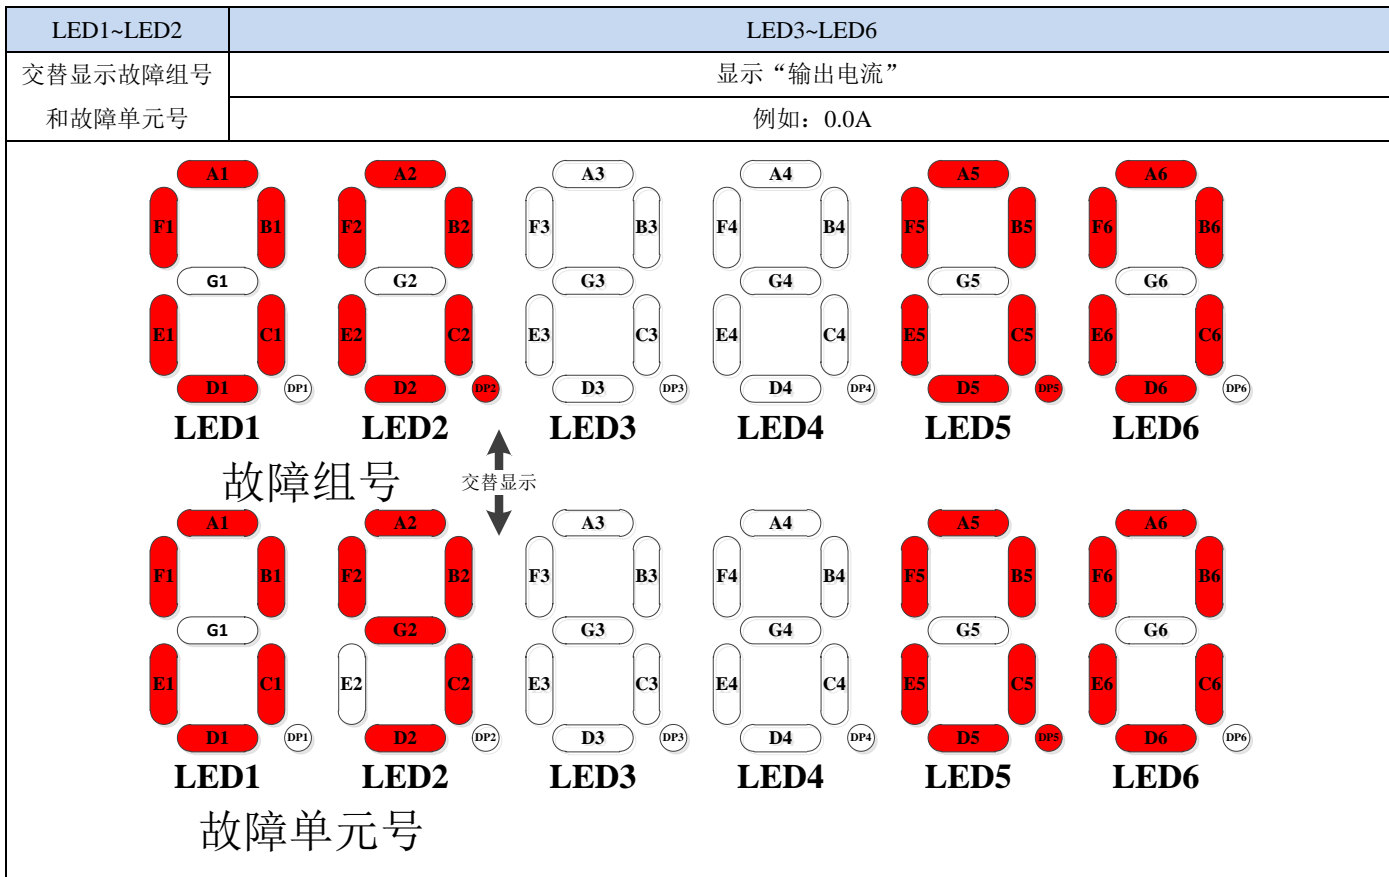 LED1~LED2 LED3~LED6
交替显示故障组号 显示“输出电流”
和故障单元号 例如：0.0A
A1 A2 A3 A4 A5 A6
F1 B1 F2 B2 F3 B3 F4 B4 F5 B5 F6 B6
G1 G2 G3 G4 G5 G6
E1 C1 E2 C2 E3 C3 E4 C4 E5 C5 E6 C6
D1 DP1 D2 DP2 D3 DP3 D4 DP4 D5 DP5 D6 DP6
LED1 LED2 LED3 LED4 LED5 LED6
故障组号 交替显示
A1 A2 A3 A4 A5 A6
F1 B1 F2 B2 F3 B3 F4 B4 F5 B5 F6 B6
G1 G2 G3 G4 G5 G6
E1 C1 E2 C2 E3 C3 E4 C4 E5 C5 E6 C6
D1 DP1 D2 DP2 D3 DP3 D4 DP4 D5 DP5 D6 DP6
LED1 LED2 LED3 LED4 LED5 LED6
故障单元号